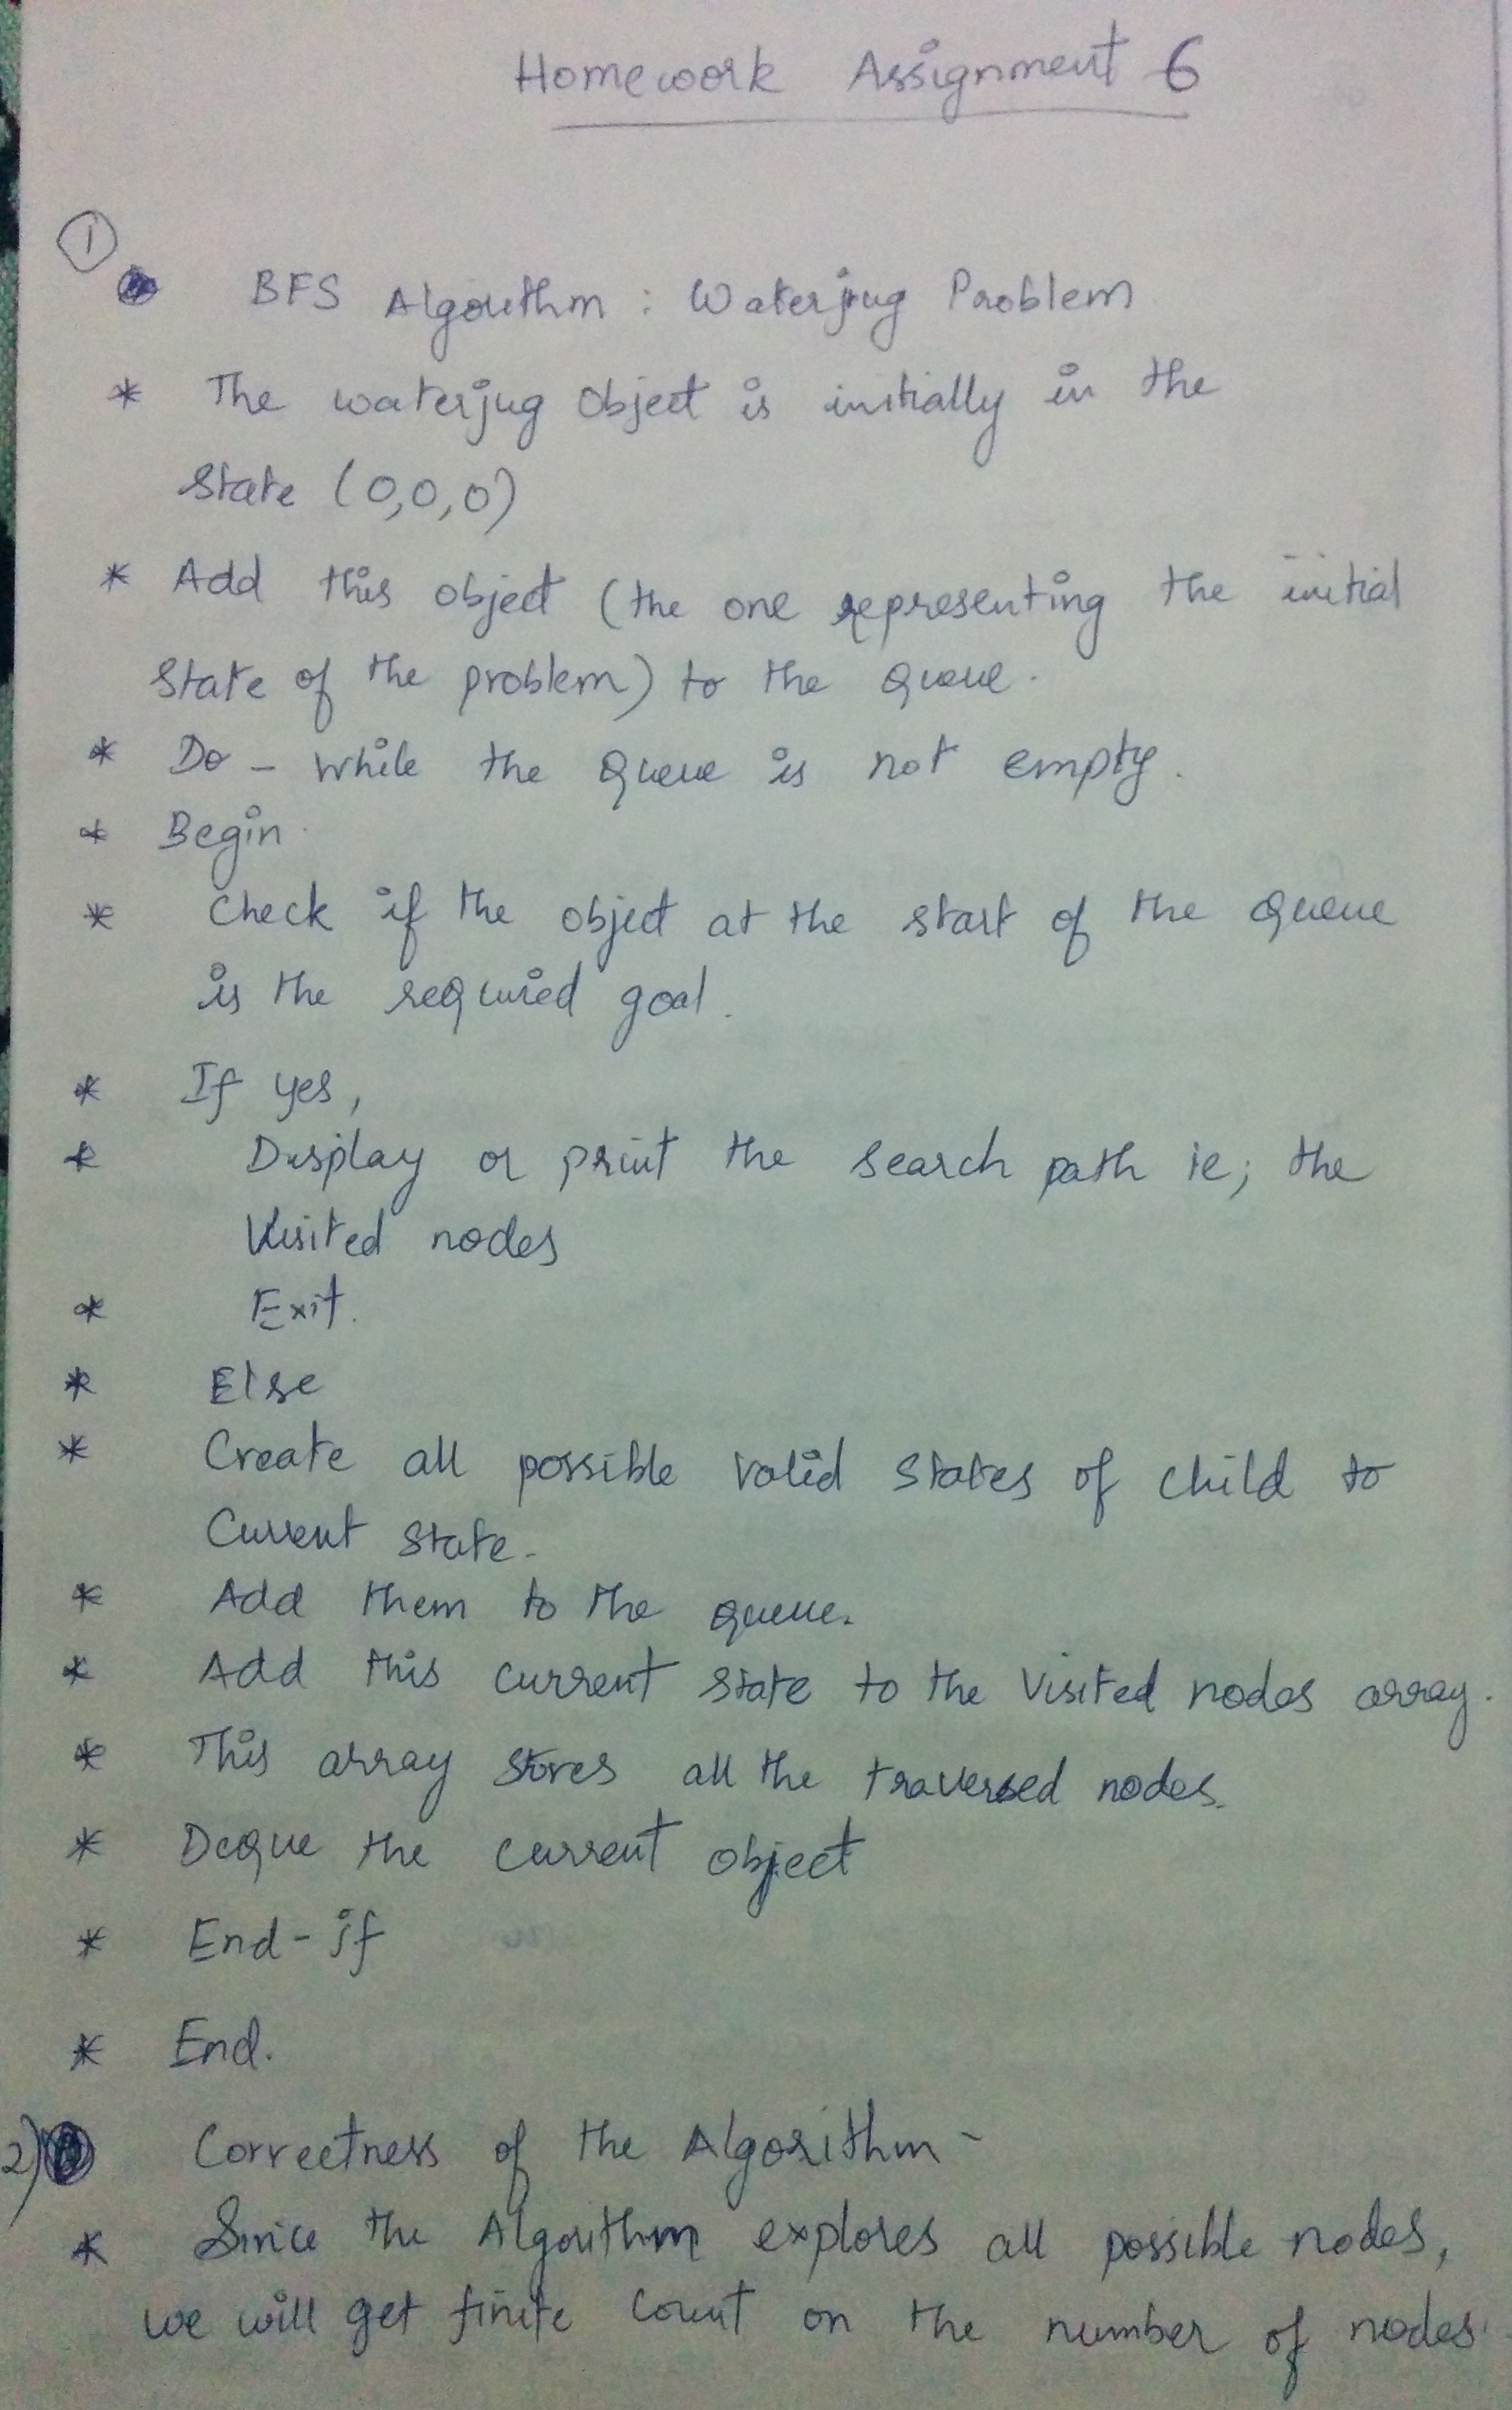 Homework Assignment 6
1
BFS Algorithm : Waterjug Problem
* The waterjug Object is initially in the
State (0,0,0)
* Add this object (the one representing the initial
State of the problem) to the Queue.
* Do - While the Queue is not empty.
* Begin.
* Check if the object at the start of the Queue
is the required goal.
* If yes,
* Display or print the search path ie; the
Visited nodes
* Exit.
* Else
* Create all possible valid states of child to
Current State.
* Add them to the queue.
* Add this current state to the Visited nodes array.
* This array stores all the traversed nodes.
* Deque the current object
* End-if
* End.
2) Correctness of the Algorithm -
* Since the Algorithm explores all possible nodes,
we will get finite count on the number of nodes